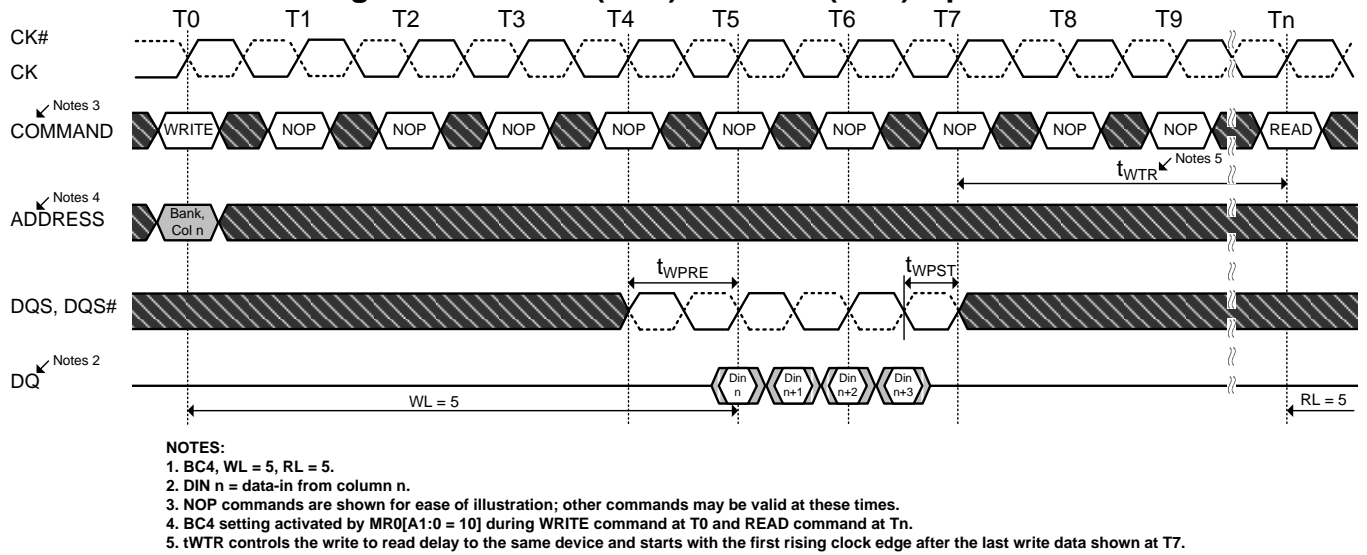 T0 T1 T2 T3 T4 T5 T6 T7 T8 T9 Tn
CK#
CK
Notes 3
COMMAND
WRITE NOP NOP NOP NOP NOP NOP NOP NOP NOP READ
tWTR Notes 5
Notes 4
ADDRESS
Bank,
Col n
tWPRE tWPST
DQS, DQS#
Notes 2
DQ
Din Din Din Din
n n+1 n+2 n+3
WL = 5 RL = 5
NOTES:
1. BC4, WL = 5, RL = 5.
2. DIN n = data-in from column n.
3. NOP commands are shown for ease of illustration; other commands may be valid at these times.
4. BC4 setting activated by MR0[A1:0 = 10] during WRITE command at T0 and READ command at Tn.
5. tWTR controls the write to read delay to the same device and starts with the first rising clock edge after the last write data shown at T7.